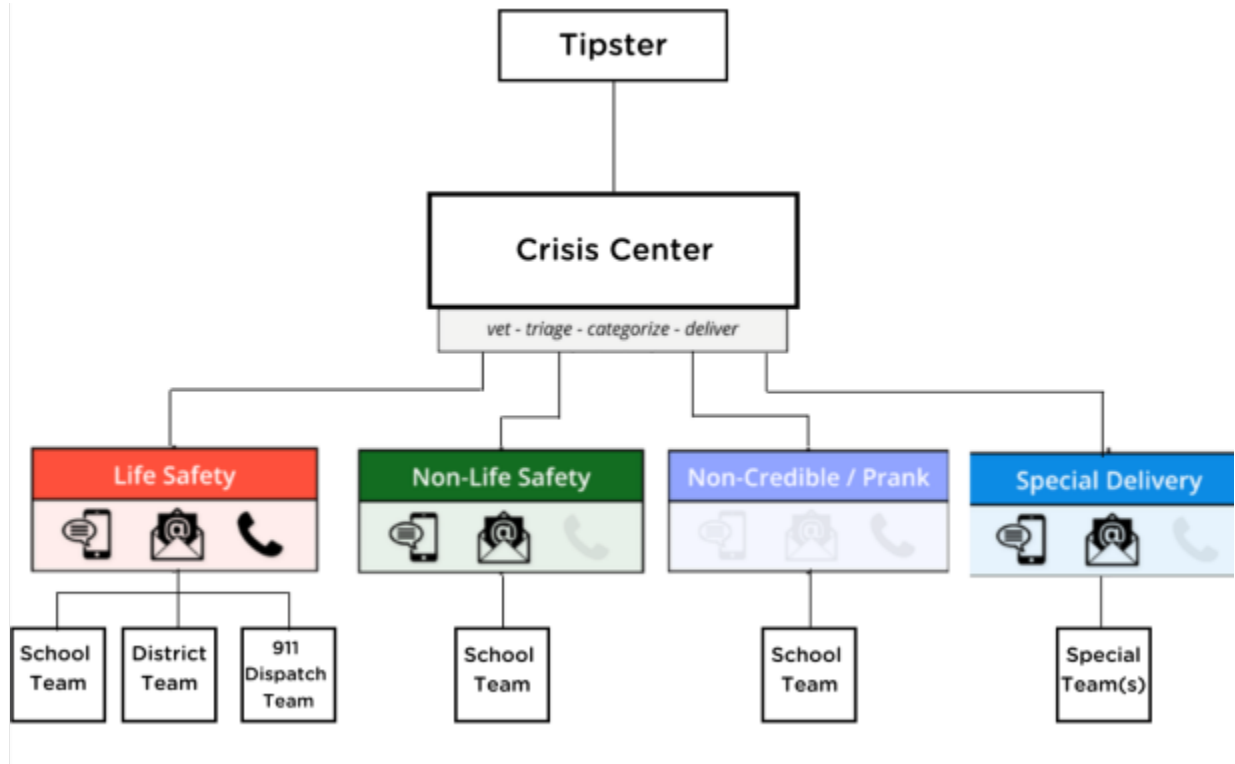 Tipster
Crisis Center
vet - triage - categorize - deliver
Life Safety
Non-Life Safety
Non-Credible / Prank
Special Delivery
@
@
@
@
School
Team
District
Team
911
Dispatch
Team
School
Team
School
Team
Special
Team(s)